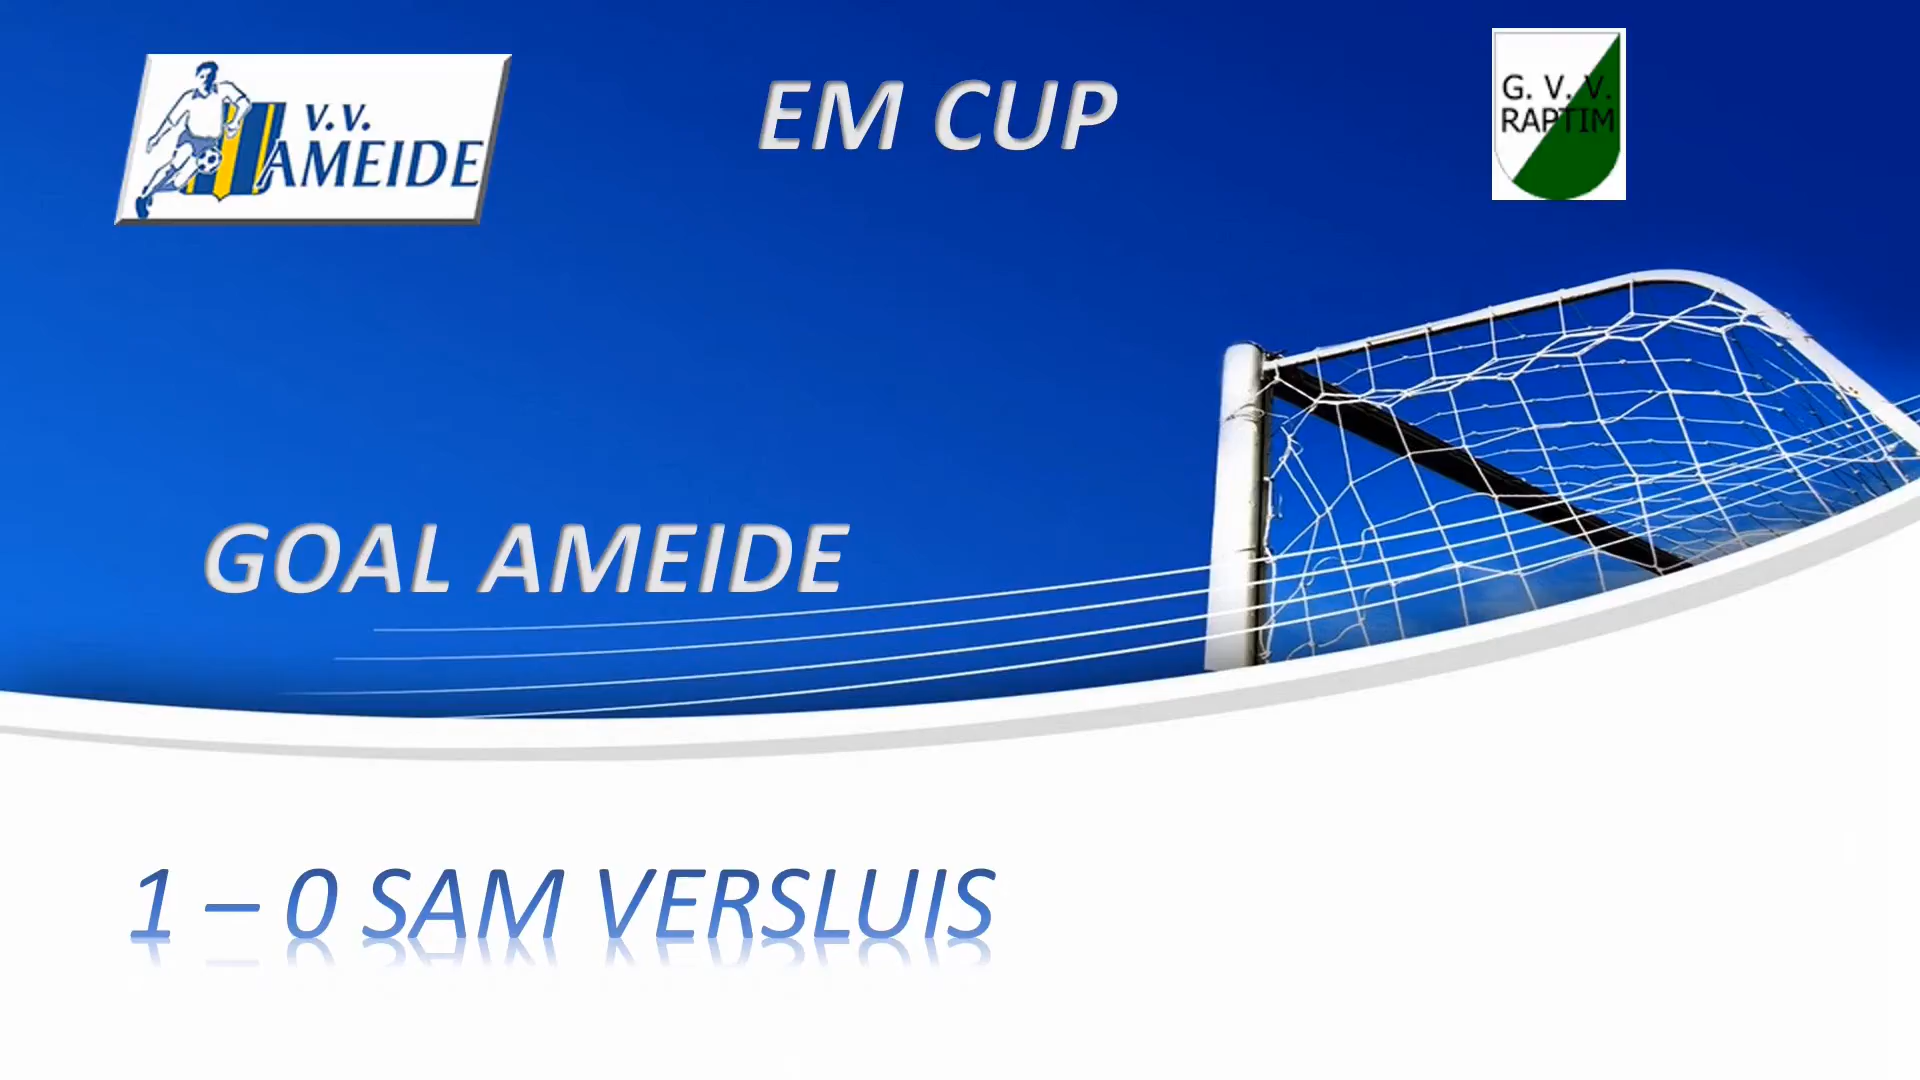 V.V.
AMEIDE
EM CUP
G. V. V.
RAPTIM
GOAL AMEIDE
1 – 0 SAM VERSLUIS